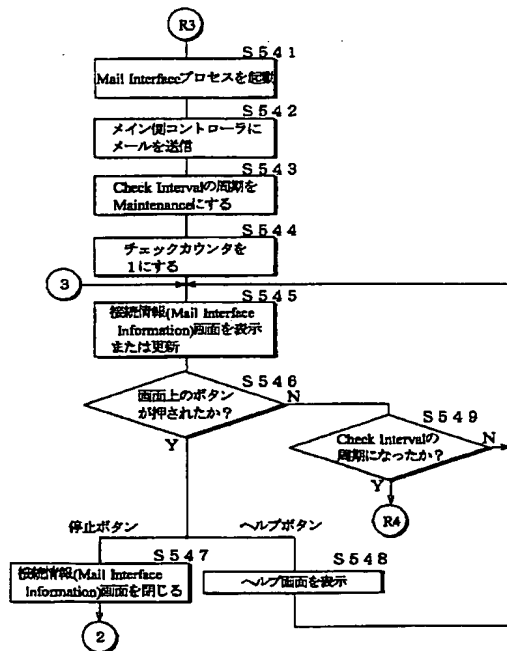 R3
S541
Mail Interfaceプロセスを起動
S542
メイン側コントローラに
メールを送信
S543
Check Intervalの周期を
Maintenanceにする
S544
チェックカウンタを
1にする
3
S545
接続情報(Mail Interface
Information)画面を表示
または更新
S546
画面上のボタン
が押されたか？
N
Y
S549
Check Intervalの
周期になったか？
N
Y
R4
停止ボタン
ヘルプボタン
S547
接続情報(Mail Interface
Information)画面を閉じる
S548
ヘルプ画面を表示
2